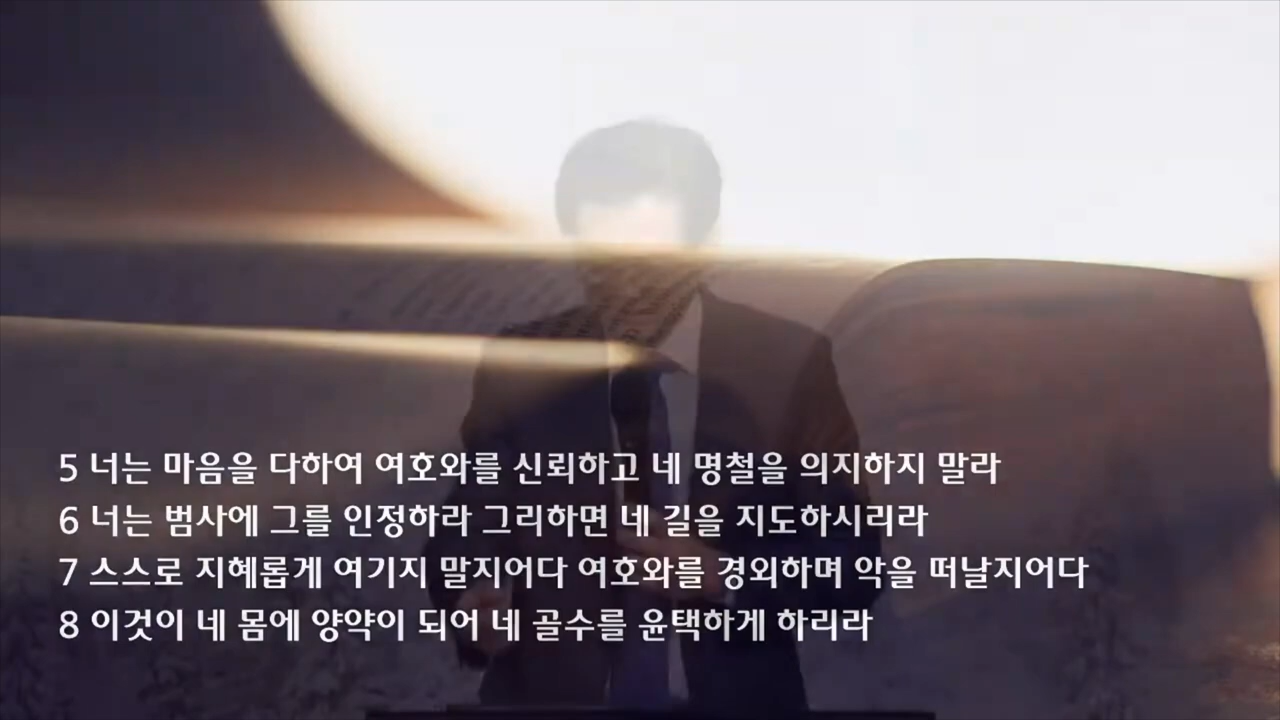 5 너는 마음을 다하여 여호와를 신뢰하고 네 명철을 의지하지 말라
6 너는 범사에 그를 인정하라 그리하면 네 길을 지도하시리라
7 스스로 지혜롭게 여기지 말지어다 여호와를 경외하며 악을 떠날지어다
8 이것이 네 몸에 양약이 되어 네 골수를 윤택하게 하리라